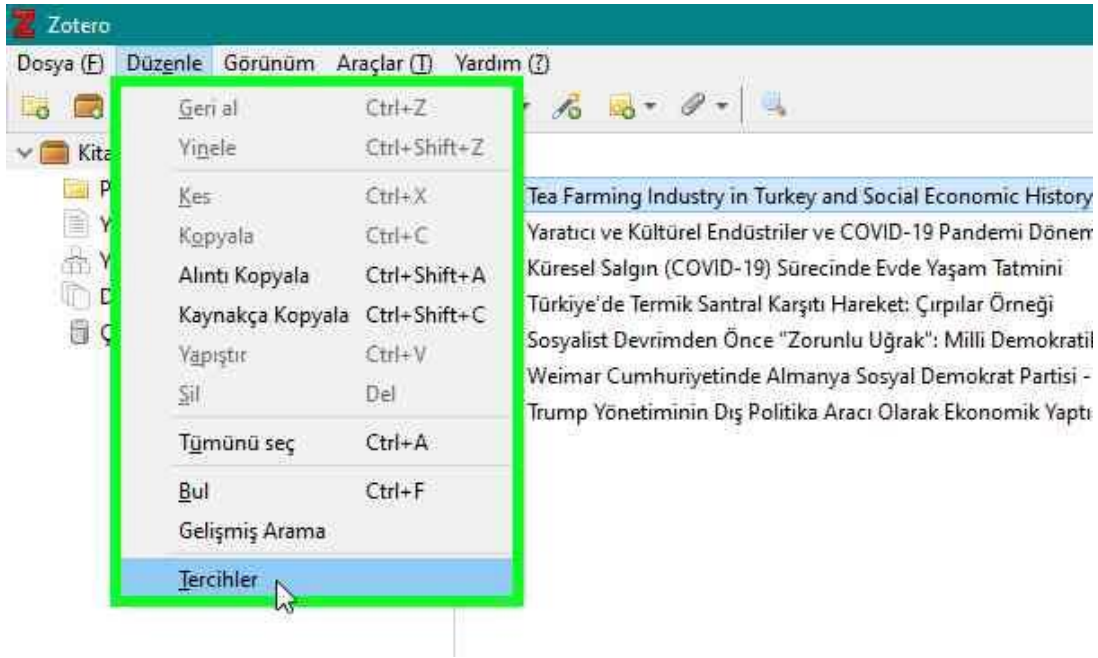 Zotero
Dosya (F) Düzenle Görünüm Araçlar (T) Yardım (?)
Geri al Ctrl+Z
Yinele Ctrl+Shift+Z
Kes Ctrl+X
Kopyala Ctrl+C
Alıntı Kopyala Ctrl+Shift+A
Kaynakça Kopyala Ctrl+Shift+C
Yapıştır Ctrl+V
Sil Del
Tümünü seç Ctrl+A
Bul Ctrl+F
Gelişmiş Arama
Tercihler
Kita
P
Y
Y
D
Ç
Tea Farming Industry in Turkey and Social Economic History
Yaratıcı ve Kültürel Endüstriler ve COVID-19 Pandemi Dönem
Küresel Salgın (COVID-19) Sürecinde Evde Yaşam Tatmini
Türkiye'de Termik Santral Karşıtı Hareket: Çırpılar Örneği
Sosyalist Devrimden Önce "Zorunlu Uğrak": Milli Demokrati
Weimar Cumhuriyetinde Almanya Sosyal Demokrat Partisi -
Trump Yönetiminin Dış Politika Aracı Olarak Ekonomik Yaptı